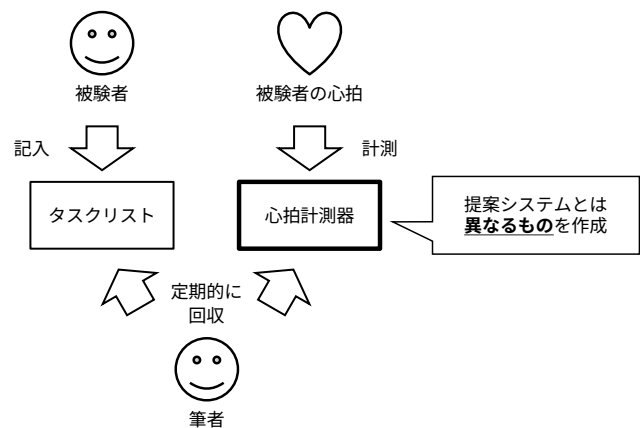 被験者
被験者の心拍
記入
計測
タスクリスト
心拍計測器
提案システムとは
異なるものを作成
定期的に
回収
筆者